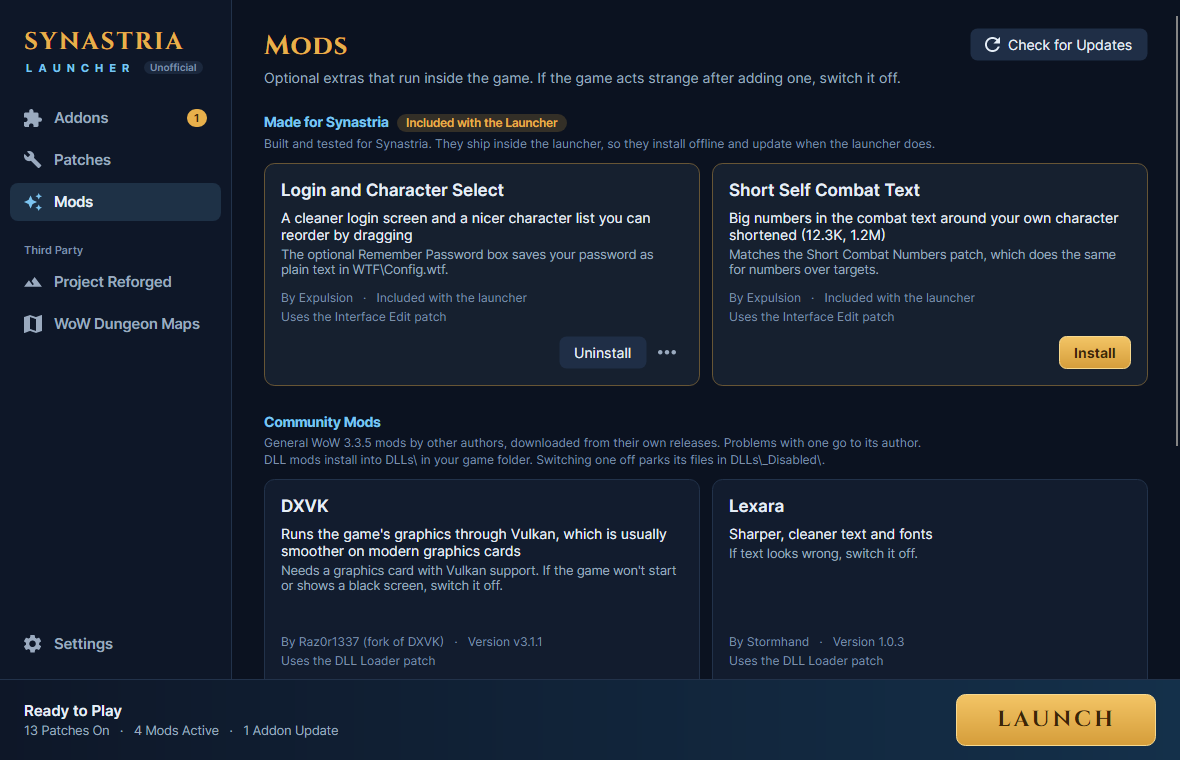 SYNASTRIA
LAUNCHER Unofficial
Addons 1
Patches
Mods
Third Party
Project Reforged
WoW Dungeon Maps
Settings
Mods
Check for Updates
Optional extras that run inside the game. If the game acts strange after adding one, switch it off.
Made for Synastria Included with the Launcher
Built and tested for Synastria. They ship inside the launcher, so they install offline and update when the launcher does.
Login and Character Select
A cleaner login screen and a nicer character list you can
reorder by dragging
The optional Remember Password box saves your password as
plain text in WTF\Config.wtf.
By Expulsion · Included with the launcher
Uses the Interface Edit patch
Uninstall
Short Self Combat Text
Big numbers in the combat text around your own character
shortened (12.3K, 1.2M)
Matches the Short Combat Numbers patch, which does the same
for numbers over targets.
By Expulsion · Included with the launcher
Uses the Interface Edit patch
Install
Community Mods
General WoW 3.3.5 mods by other authors, downloaded from their own releases. Problems with one go to its author.
DLL mods install into DLLs\ in your game folder. Switching one off parks its files in DLLs\_Disabled\.
DXVK
Runs the game's graphics through Vulkan, which is usually
smoother on modern graphics cards
Needs a graphics card with Vulkan support. If the game won't start
or shows a black screen, switch it off.
By Raz0r1337 (fork of DXVK) · Version v3.1.1
Uses the DLL Loader patch
Lexara
Sharper, cleaner text and fonts
If text looks wrong, switch it off.
By Stormhand · Version 1.0.3
Uses the DLL Loader patch
Ready to Play
13 Patches On · 4 Mods Active · 1 Addon Update
LAUNCH